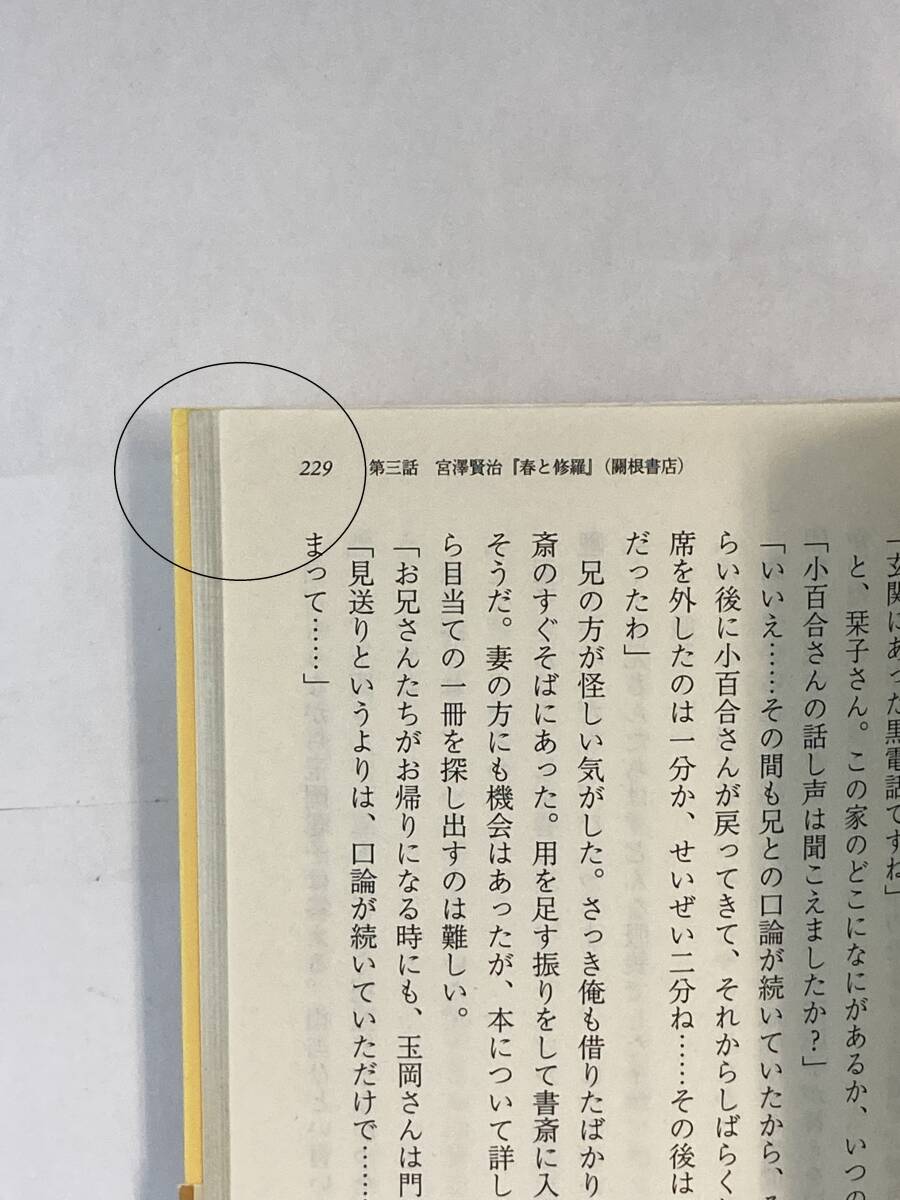 229　第三話　宮澤賢治『春と修羅』（關根書店）
「玄関にあった黒電話ですね」
と、栞子さん。この家のどこになにがあるか、いつの
「小百合さんの話し声は聞こえましたか？」
「いいえ……その間も兄との口論が続いていたから、
らい後に小百合さんが戻ってきて、それからしばらく
席を外したのは一分か、せいぜい二分ね……その後は
だったわ」
兄の方が怪しい気がした。さっき俺も借りたばかり
斎のすぐそばにあった。用を足す振りをして書斎に入
そうだ。妻の方にも機会はあったが、本について詳し
ら目当ての一冊を探し出すのは難しい。
「お兄さんたちがお帰りになる時にも、玉岡さんは門
「見送りというよりは、口論が続いていただけで……
まって……」